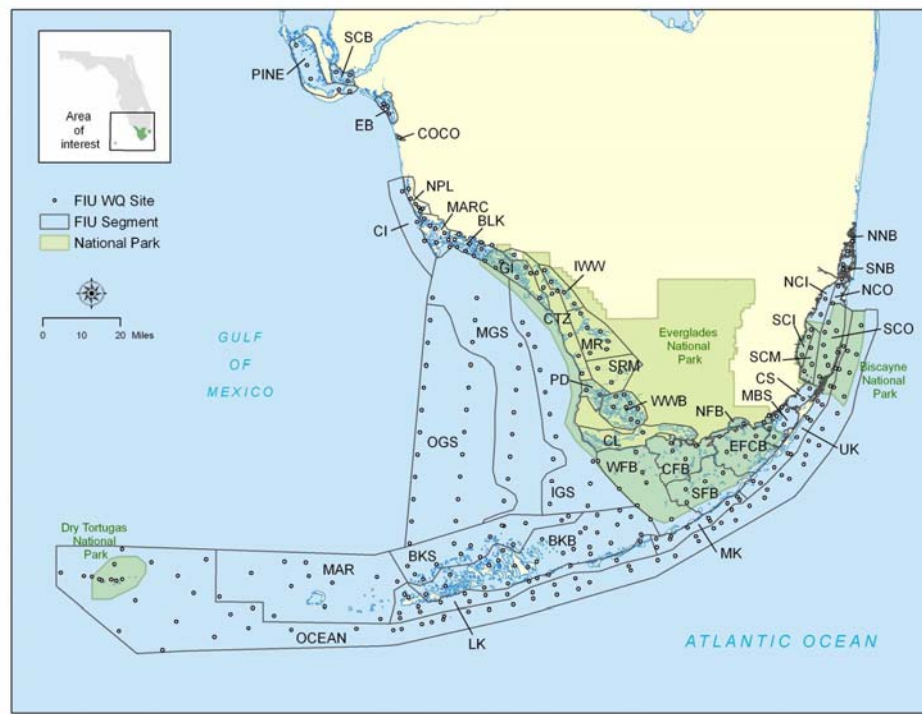 SCB
PINE
EB
COCO
Area
of
interest
FIU WQ Site
FIU Segment
National Park
0 10 20 Miles
NPL
MARC
BLK
CI
GI
IWW
NNB
SNB
NCI
NCO
CTZ
MGS
MR
SCI
SCO
GULF
OF
MEXICO
Everglades
National
Park
SRM
SCM
PD
CS
Biscayne
National
Park
MBS
WWB
NFB
OGS
CL
EFCB
UK
WFB
CFB
IGS
SFB
Dry Tortugas
National
Park
BKS
BKB
MK
MAR
OCEAN
LK
ATLANTIC OCEAN